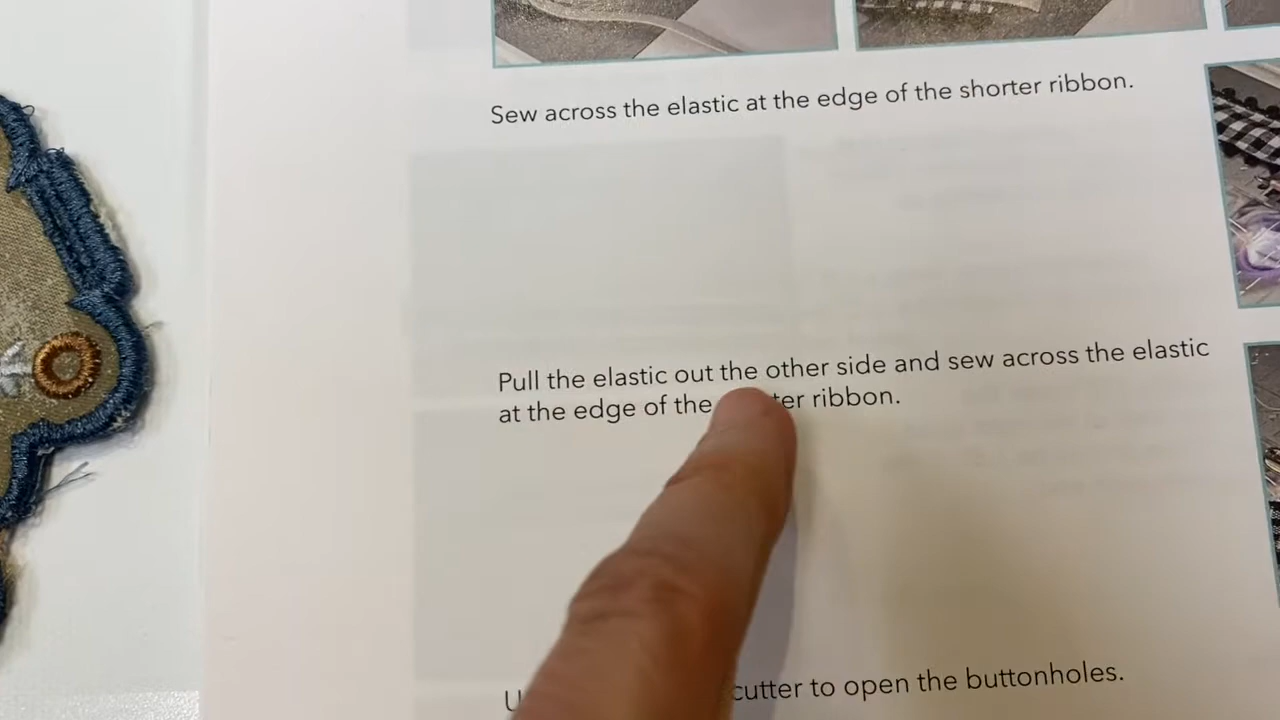 Sew across the elastic at the edge of the shorter ribbon.
Pull the elastic out the other side and sew across the elastic
at the edge of the ter ribbon.
cutter to open the buttonholes.